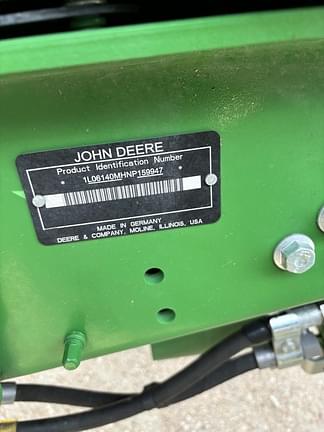 JOHN DEERE
Product Identification Number
1L06140MHNP159947
MADE IN GERMANY
DEERE & COMPANY, MOLINE, ILLINOIS, USA